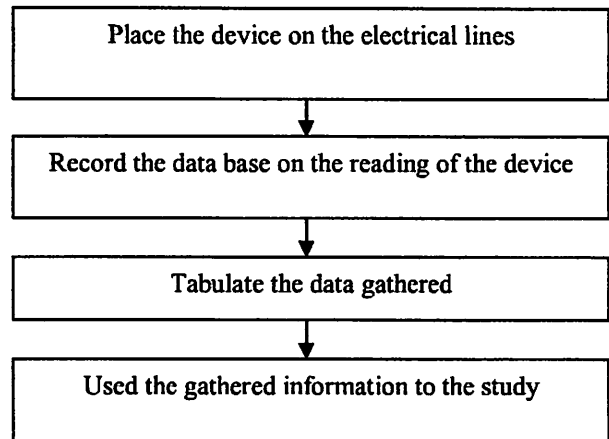 Place the device on the electrical lines
Record the data base on the reading of the device
Tabulate the data gathered
Used the gathered information to the study